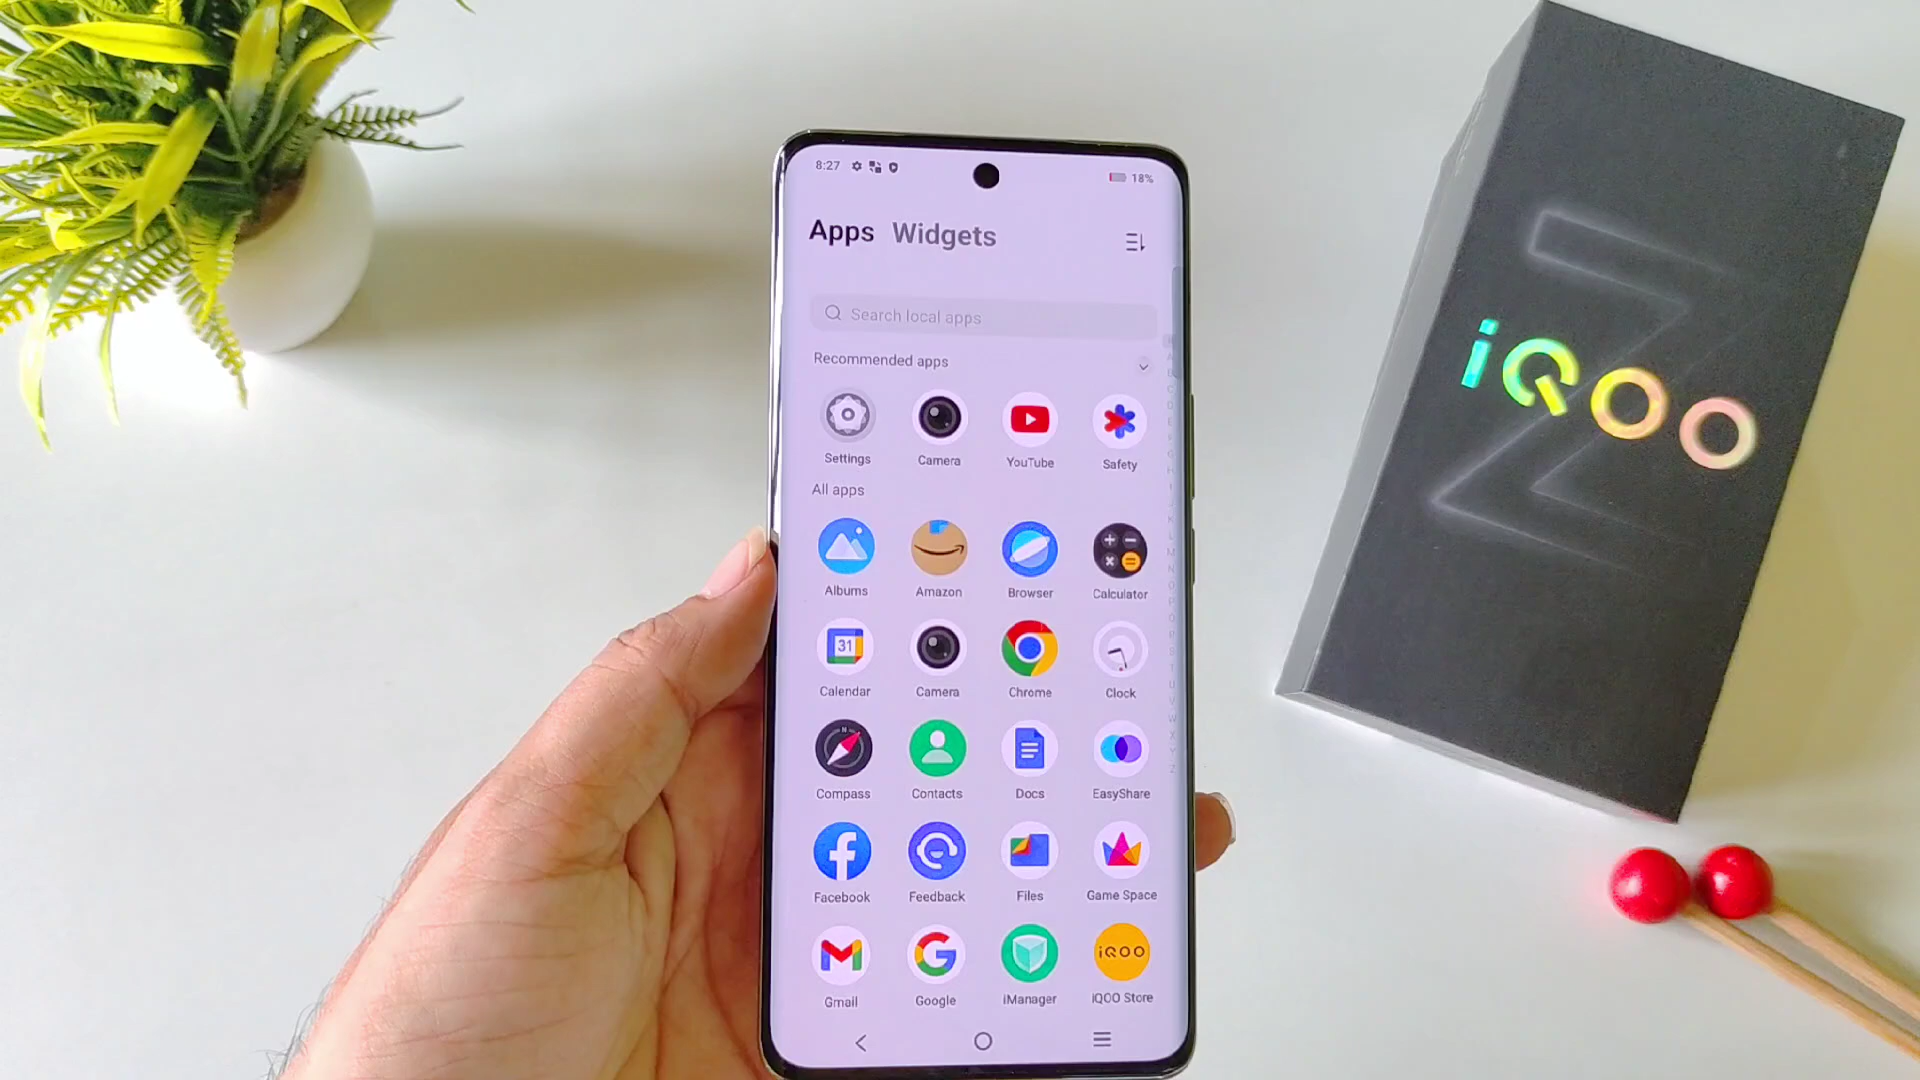 8:27 18%
Apps Widgets
Search local apps
Recommended apps
Settings Camera YouTube Safety
All apps
Albums Amazon Browser Calculator
31
Calendar Camera Chrome Clock
N
Compass Contacts Docs EasyShare
Facebook Feedback Files Game Space
iQOO
Gmail Google iManager iQOO Store
Z
iQOO